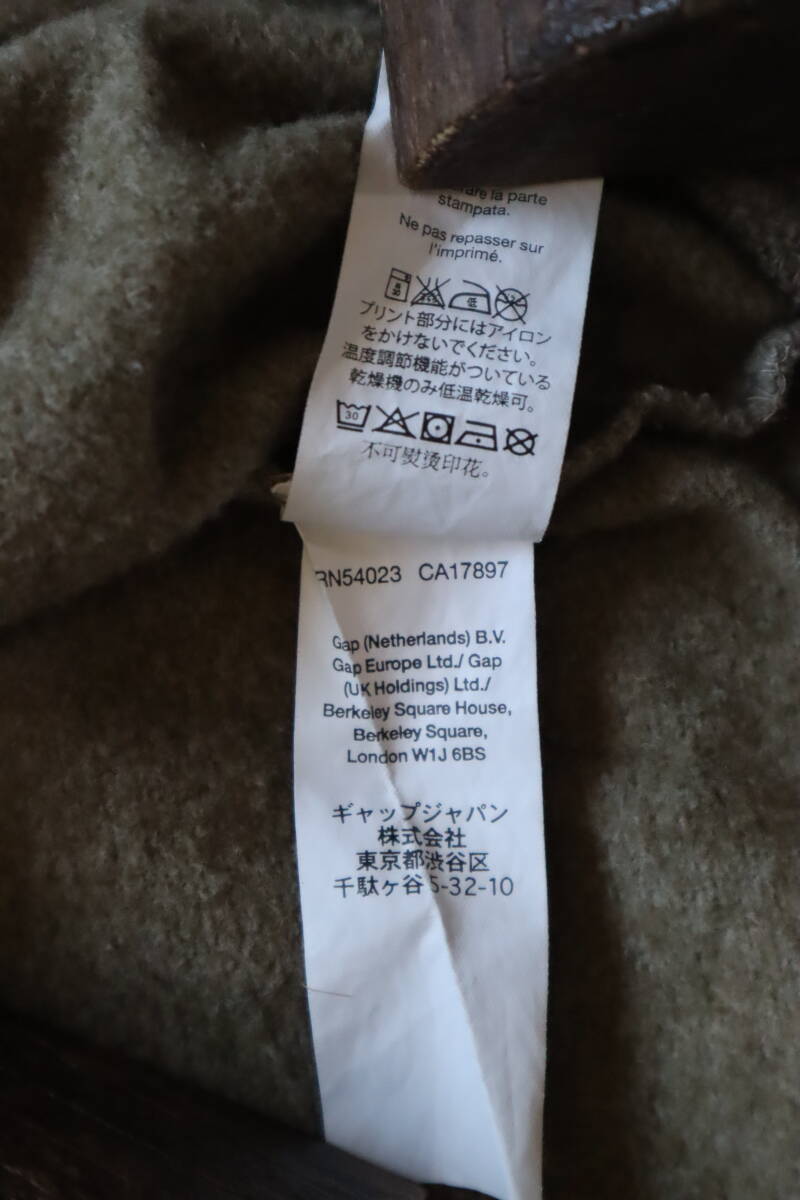 la parte
stampata.
Ne pas repasser sur
l'imprimé.
低
プリント部分にはアイロン
をかけないでください。
温度調節機能がついている
乾燥機のみ低温乾燥可。
30
不可熨烫印花。
RN54023 CA17897
Gap (Netherlands) B.V.
Gap Europe Ltd./ Gap
(UK Holdings) Ltd./
Berkeley Square House,
Berkeley Square,
London W1J 6BS
ギャップジャパン
株式会社
東京都渋谷区
千駄ヶ谷5-32-10